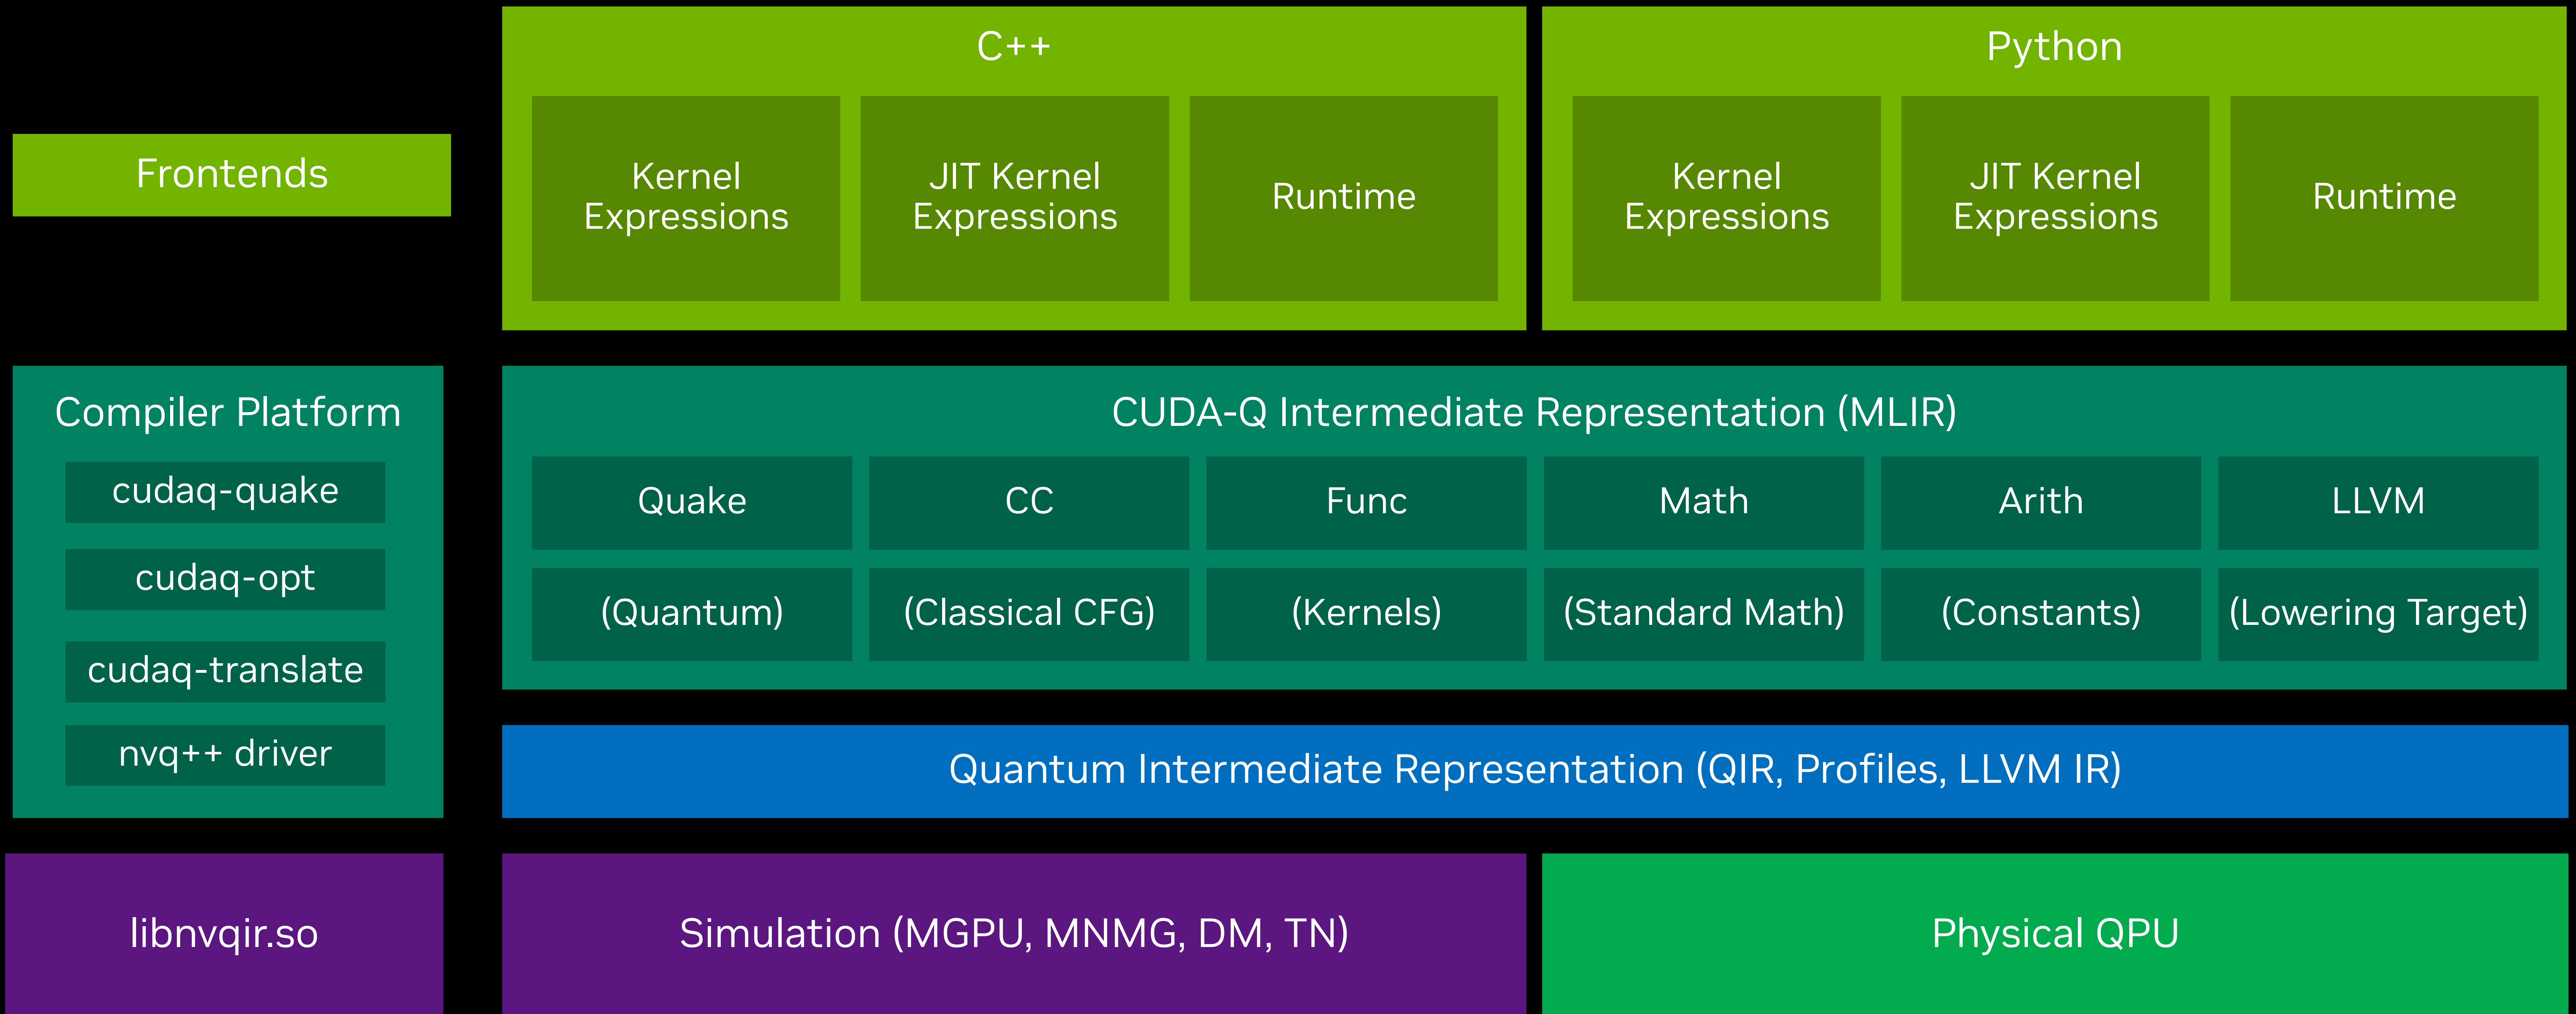 Frontends
C++
Kernel
Expressions
JIT Kernel
Expressions
Runtime
Python
Kernel
Expressions
JIT Kernel
Expressions
Runtime
Compiler Platform
cudaq-quake
cudaq-opt
cudaq-translate
nvq++ driver
CUDA-Q Intermediate Representation (MLIR)
Quake
CC
Func
Math
Arith
LLVM
(Quantum)
(Classical CFG)
(Kernels)
(Standard Math)
(Constants)
(Lowering Target)
Quantum Intermediate Representation (QIR, Profiles, LLVM IR)
libnvqir.so
Simulation (MGPU, MNMG, DM, TN)
Physical QPU